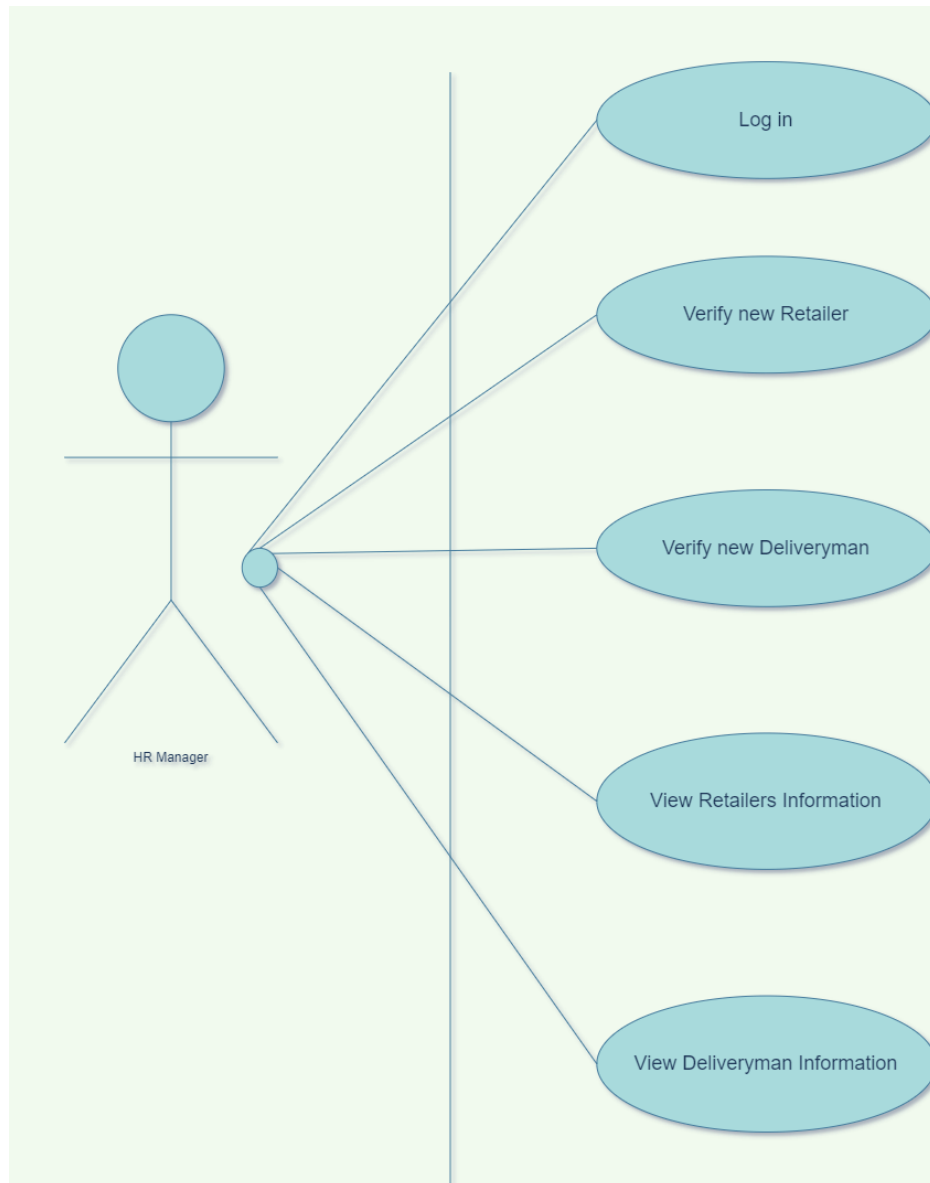 Log in
Verify new Retailer
Verify new Deliveryman
HR Manager
View Retailers Information
View Deliveryman Information